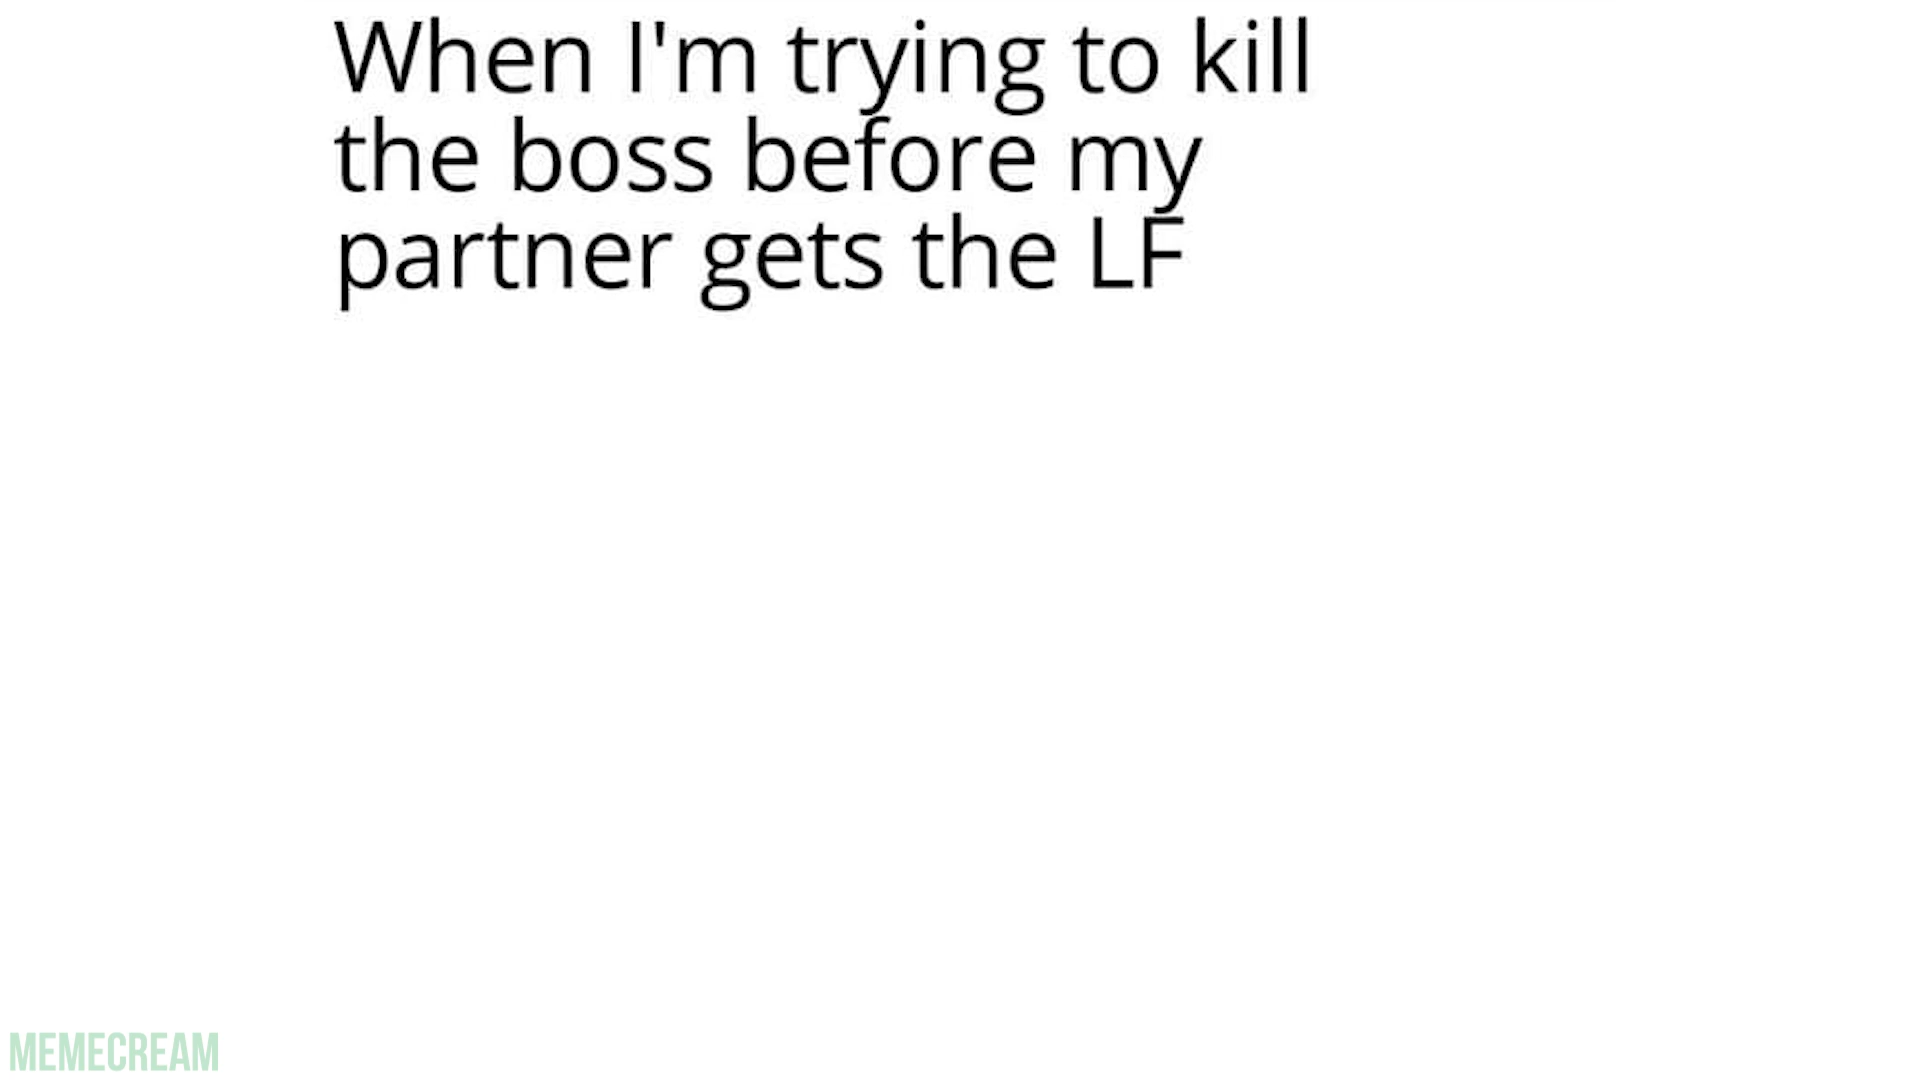 When I'm trying to kill
the boss before my
partner gets the LF
MEMECREAM